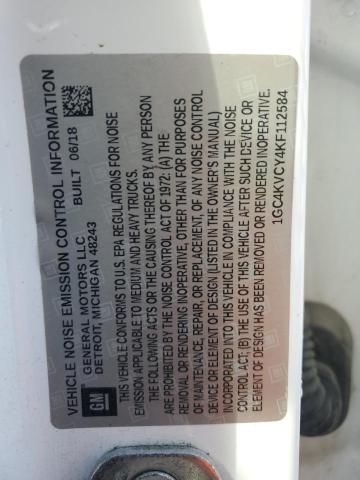 VEHICLE NOISE EMISSION CONTROL INFORMATION
GM
GENERAL MOTORS LLC
DETROIT, MICHIGAN 48243
BUILT 06/18
THIS VEHICLE CONFORMS TO U.S. EPA REGULATIONS FOR NOISE
EMISSION APPLICABLE TO MEDIUM AND HEAVY TRUCKS.
THE FOLLOWING ACTS OR THE CAUSING THEREOF BY ANY PERSON
ARE PROHIBITED BY THE NOISE CONTROL ACT OF 1972: (A) THE
REMOVAL OR RENDERING INOPERATIVE, OTHER THAN FOR PURPOSES
OF MAINTENANCE, REPAIR, OR REPLACEMENT, OF ANY NOISE CONTROL
DEVICE OR ELEMENT OF DESIGN (LISTED IN THE OWNER'S MANUAL)
INCORPORATED INTO THIS VEHICLE IN COMPLIANCE WITH THE NOISE
CONTROL ACT; (B) THE USE OF THIS VEHICLE AFTER SUCH DEVICE OR
ELEMENT OF DESIGN HAS BEEN REMOVED OR RENDERED INOPERATIVE.
1GC4KVCY4KF112584